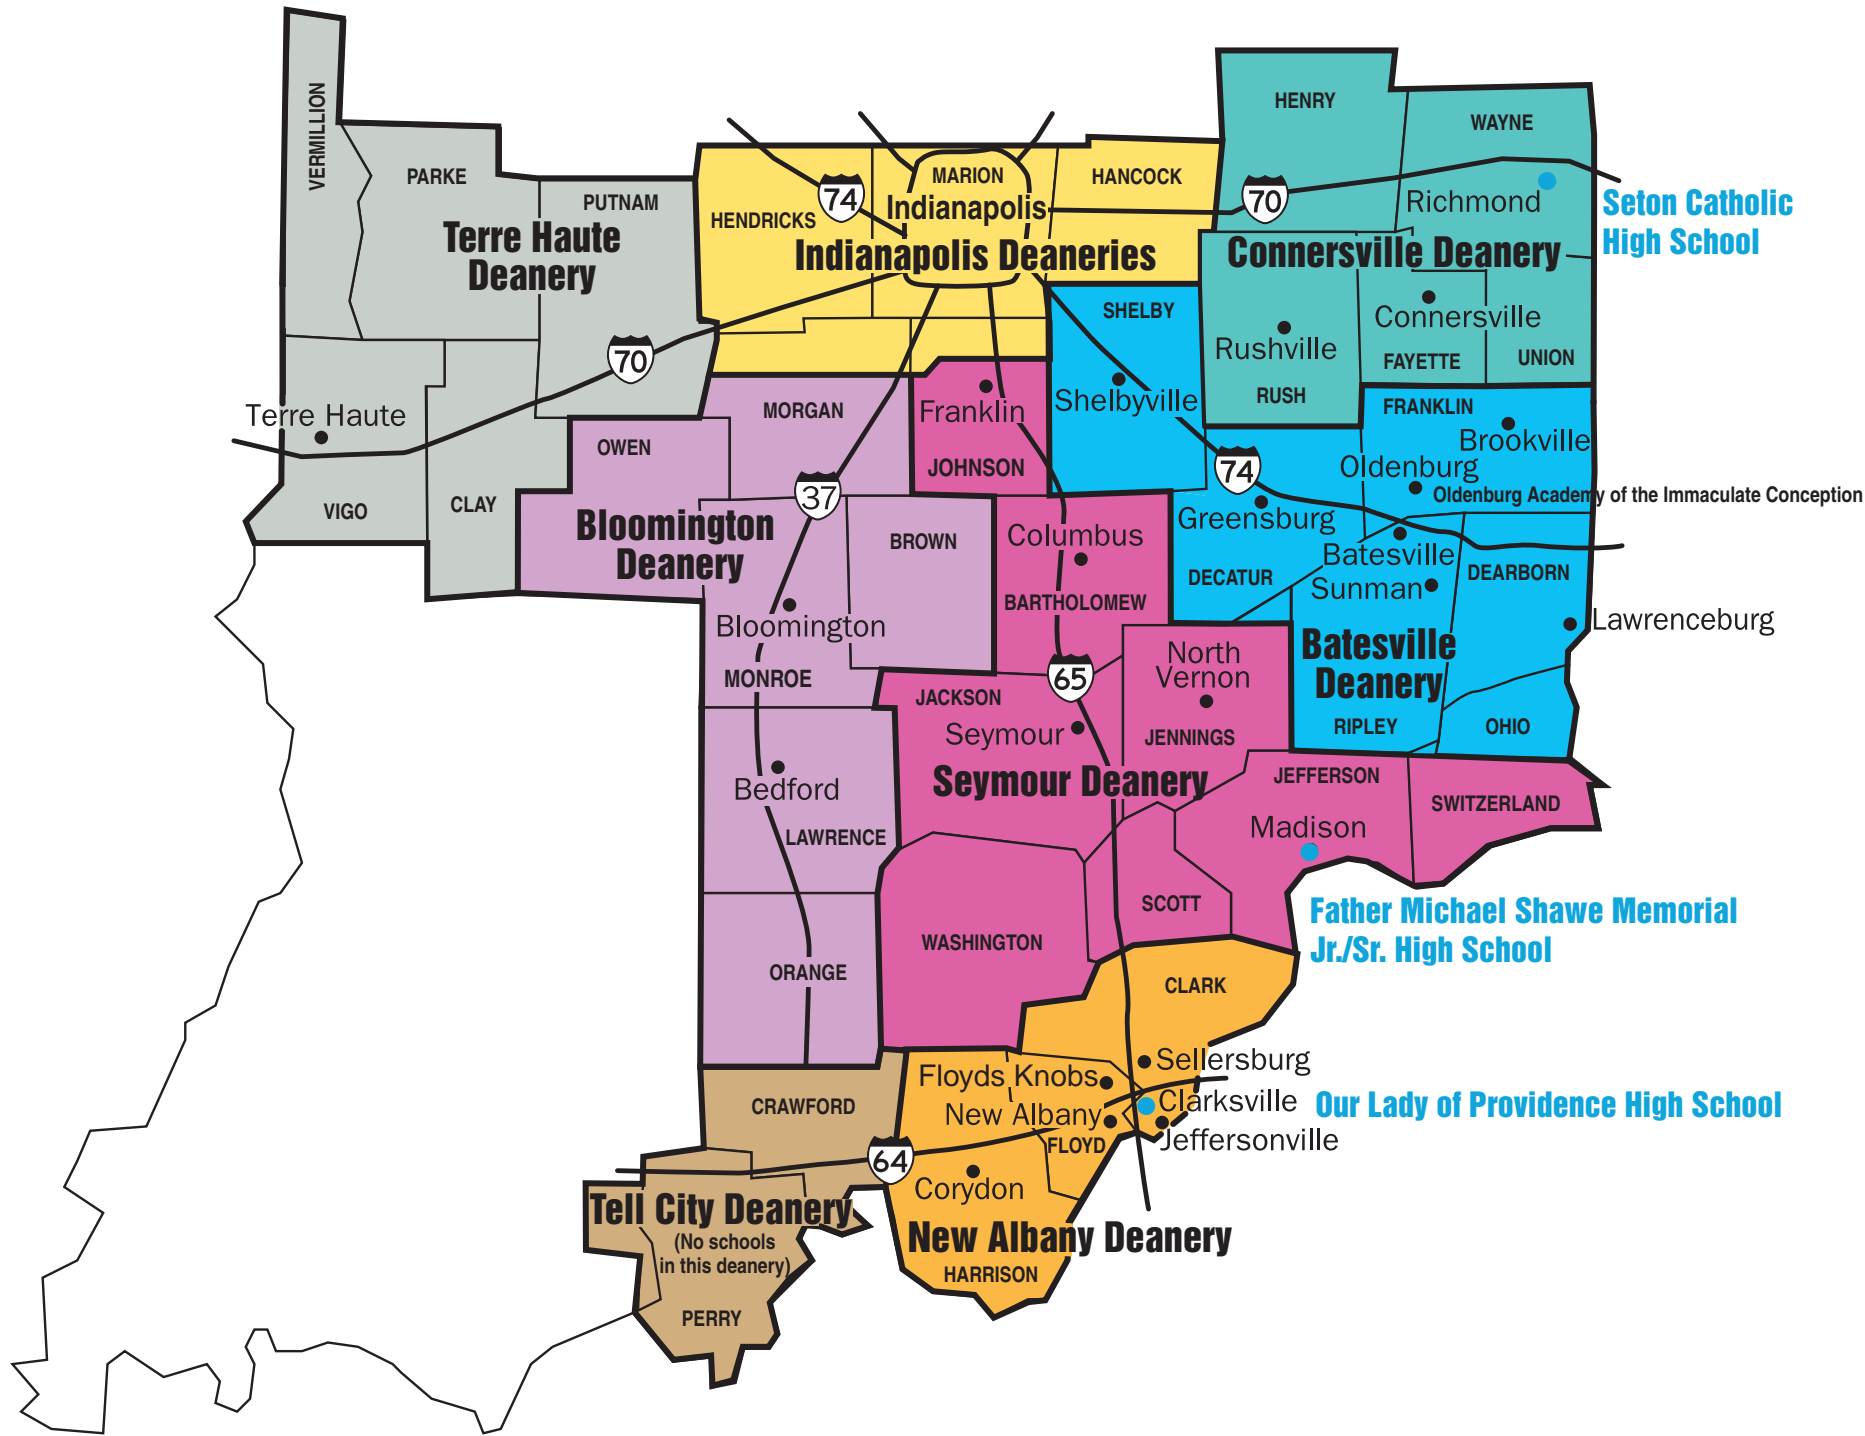 VERMILLION
PARKE
PUTNAM
Terre Haute
Deanery
70
Terre Haute
VIGO
CLAY
HENDRICKS
74
MARION
Indianapolis
HANCOCK
Indianapolis Deaneries
70
HENRY
WAYNE
Richmond
Seton Catholic
High School
Connersville Deanery
Connersville
Rushville
FAYETTE
UNION
RUSH
SHELBY
Shelbyville
FRANKLIN
Brookville
Oldenburg
Oldenburg Academy of the Immaculate Conception
74
Greensburg
Batesville
DECATUR
Sunman
DEARBORN
Lawrenceburg
Batesville
Deanery
RIPLEY
OHIO
MORGAN
OWEN
37
Bloomington
Deanery
BROWN
Bloomington
MONROE
Bedford
LAWRENCE
ORANGE
Franklin
JOHNSON
Columbus
BARTHOLOMEW
65
North
Vernon
JACKSON
Seymour
JENNINGS
Seymour Deanery
JEFFERSON
SWITZERLAND
Madison
SCOTT
WASHINGTON
Father Michael Shawe Memorial
Jr./Sr. High School
CLARK
Sellersburg
Floyds Knobs
Clarksville
Our Lady of Providence High School
New Albany
Jeffersonville
FLOYD
64
Corydon
New Albany Deanery
HARRISON
CRAWFORD
Tell City Deanery
(No schools
in this deanery)
PERRY